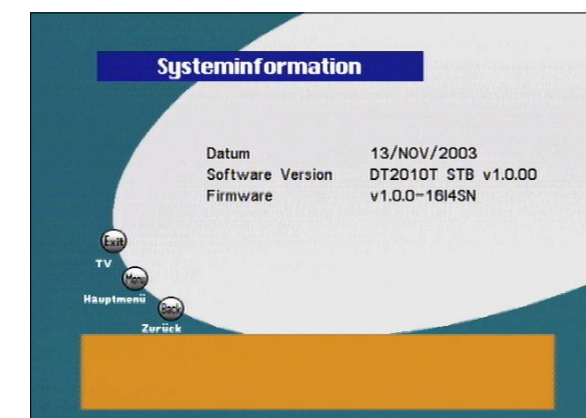 Systeminformation
Datum 13/NOV/2003
Software Version DT2010T STB v1.0.00
Firmware v1.0.0-16I4SN
Exit
TV
Menu
Hauptmenü
Back
Zurück